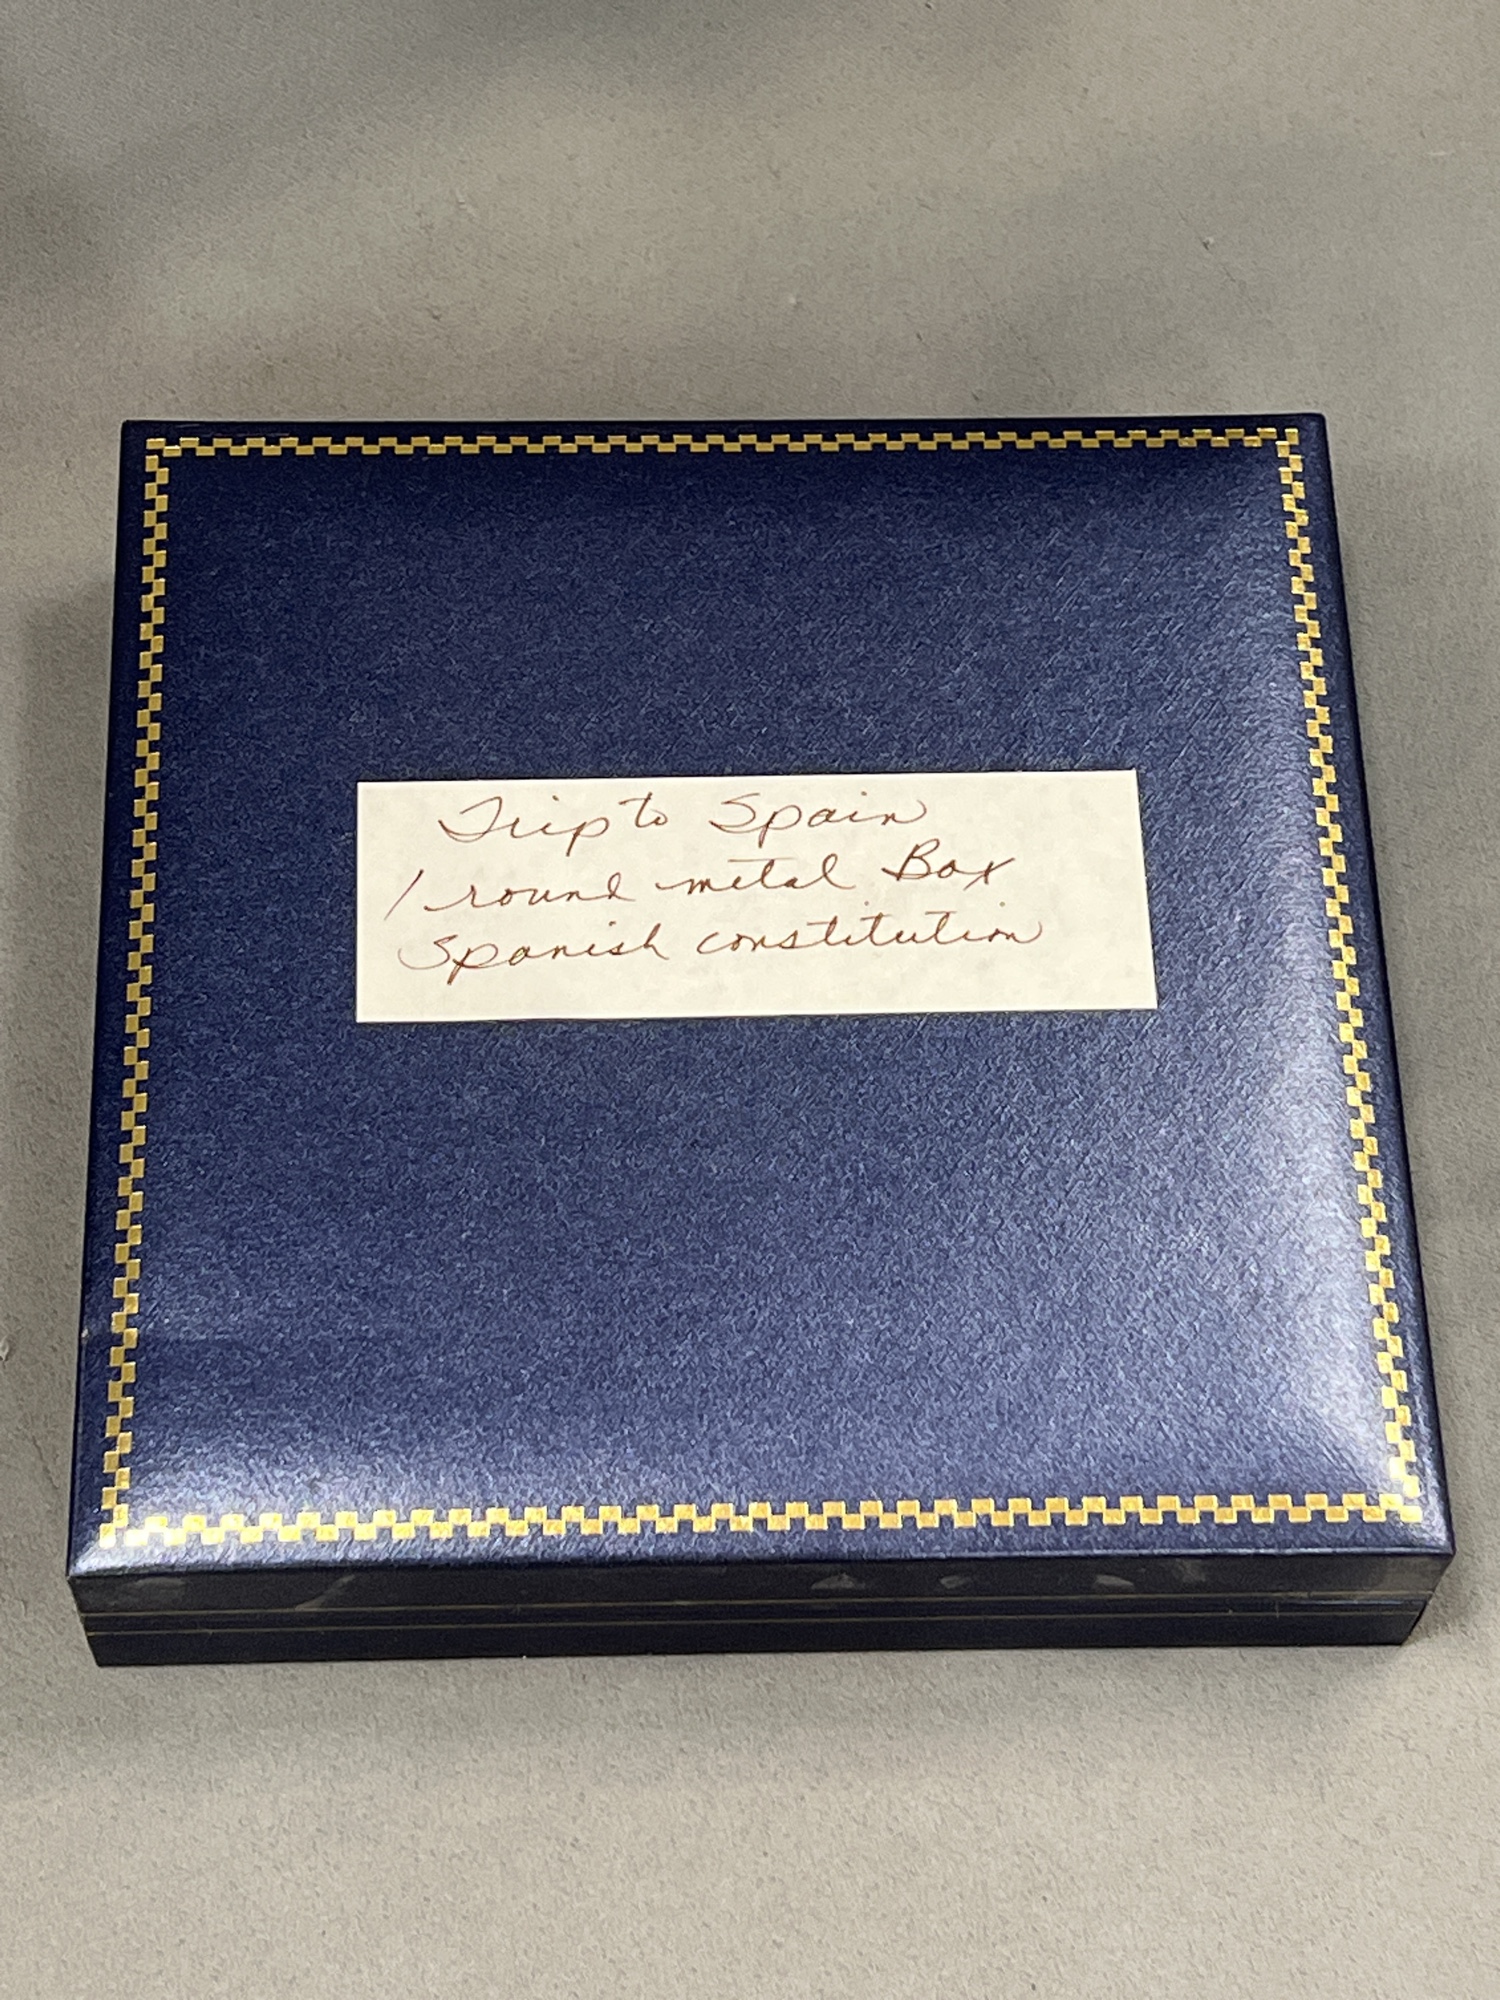 Trip to Spain
1 round metal Box
Spanish constitution